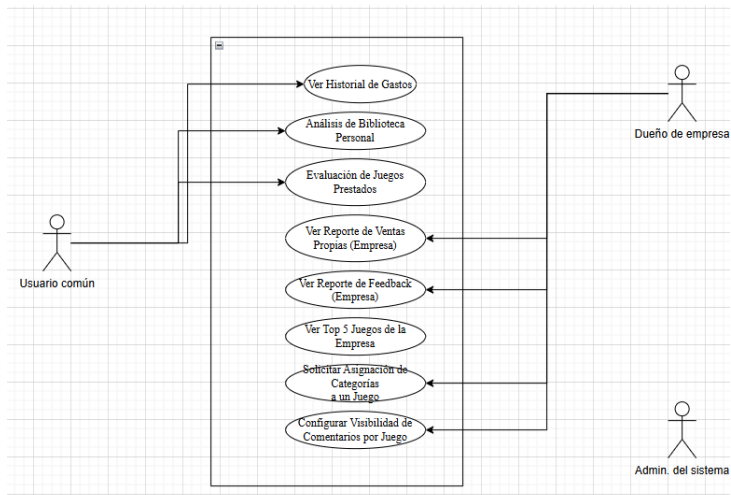 Ver Historial de Gastos
Análisis de Biblioteca
Personal
Evaluación de Juegos
Prestados
Ver Reporte de Ventas
Propias (Empresa)
Ver Reporte de Feedback
(Empresa)
Ver Top 5 Juegos de la
Empresa
Solicitar Asignación de
Categorías
a un Juego
Configurar Visibilidad de
Comentarios por Juego
Usuario común
Dueño de empresa
Admin. del sistema